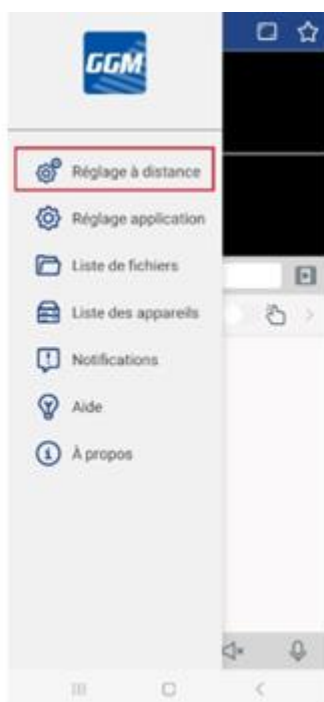 GGM
Réglage à distance
Réglage application
Liste de fichiers
Liste des appareils
Notifications
Aide
À propos